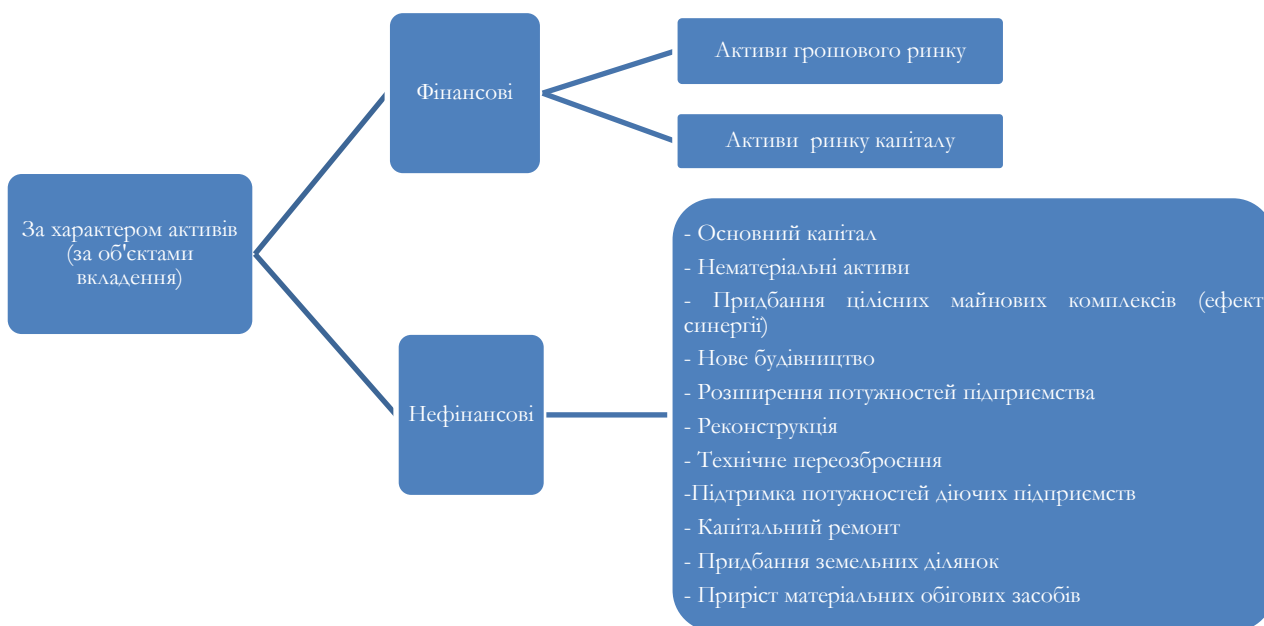 За характером активів
(за об'єктами
вкладення)
Фінансові
Активи грошового ринку
Активи ринку капіталу
Нефінансові
- Основний капітал
- Нематеріальні активи
- Придбання цілісних майнових комплексів (ефект
синергії)
- Нове будівництво
- Розширення потужностей підприємства
- Реконструкція
- Технічне переозброєння
-Підтримка потужностей діючих підприємств
- Капітальний ремонт
- Придбання земельних ділянок
- Приріст матеріальних обігових засобів